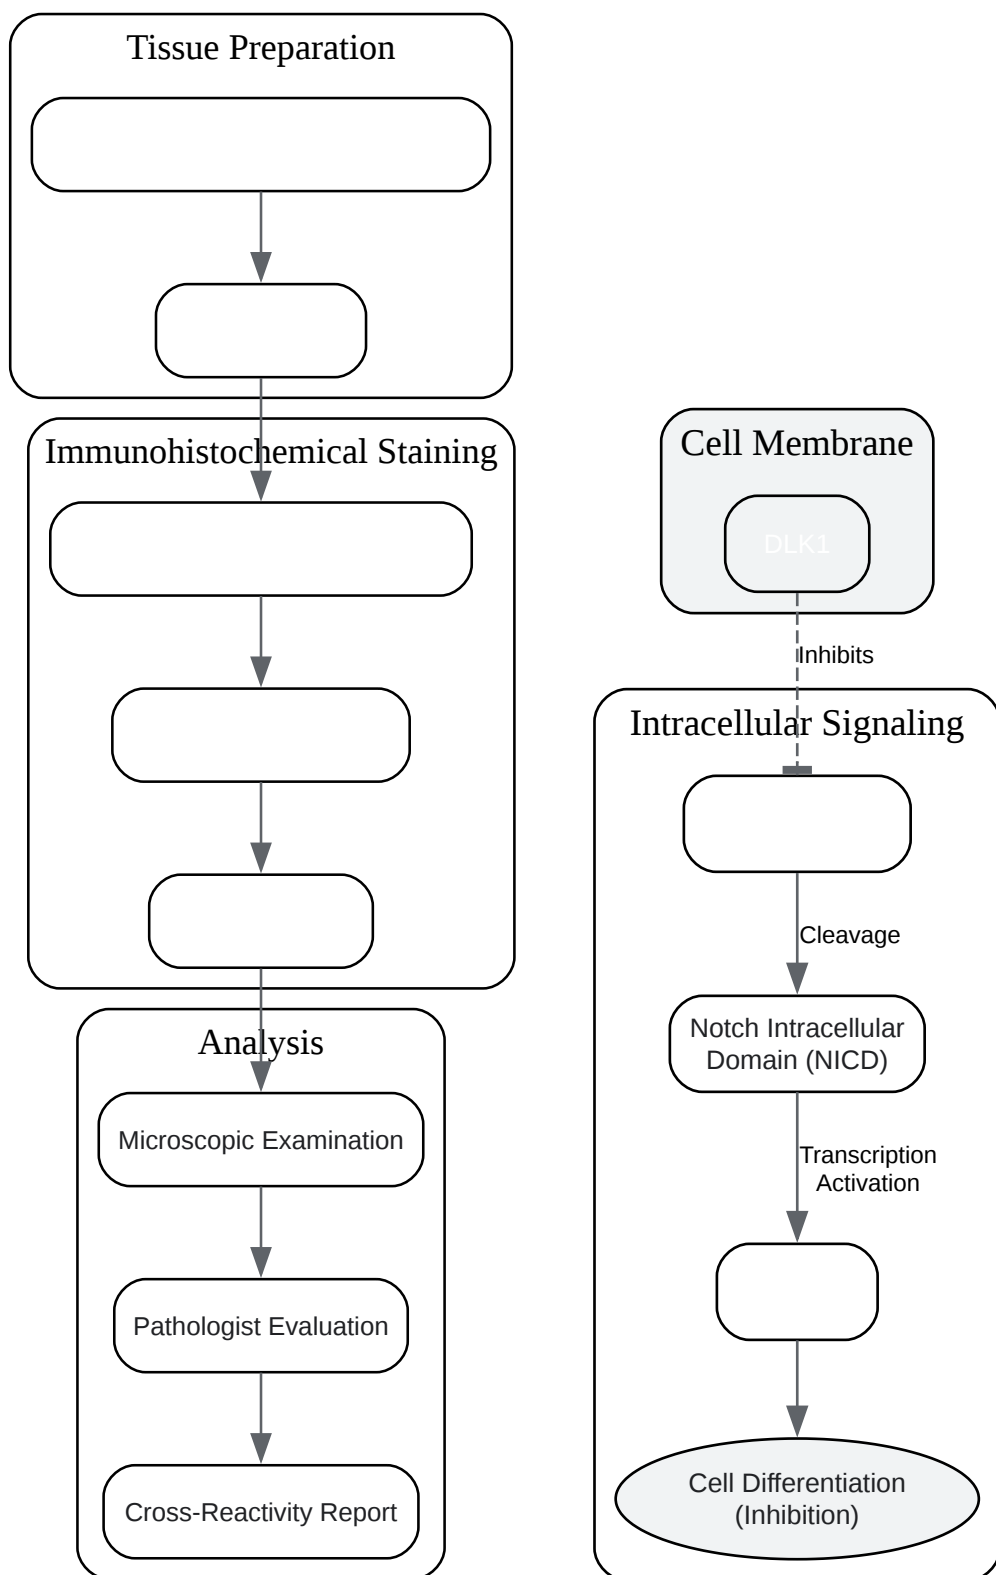 Tissue Preparation
Immunohistochemical Staining
Analysis
Microscopic Examination
Pathologist Evaluation
Cross-Reactivity Report
Cell Membrane
DLK1
Inhibits
Intracellular Signaling
Cleavage
Notch Intracellular
Domain (NICD)
Transcription
Activation
Cell Differentiation
(Inhibition)